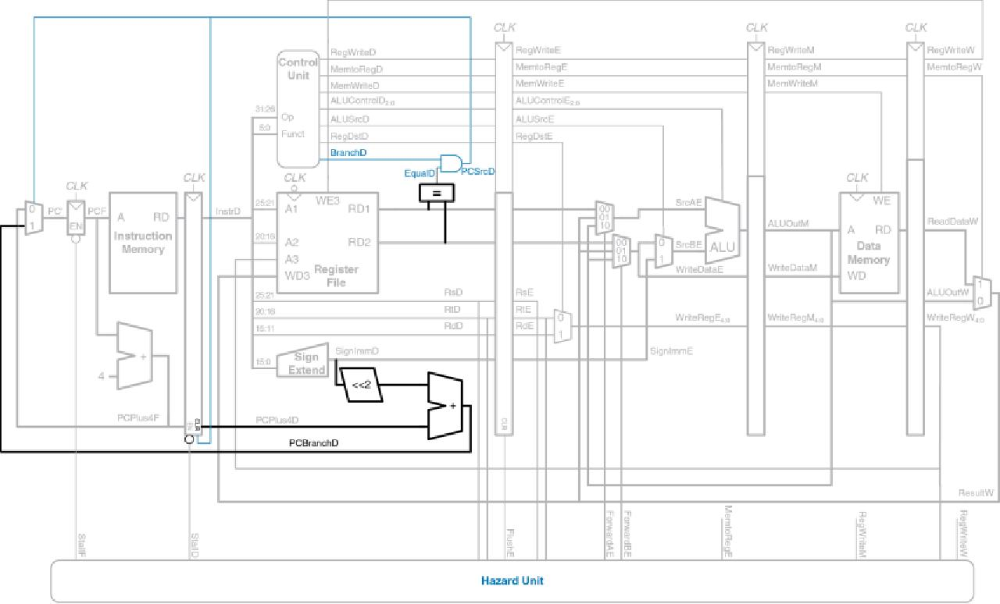 CLK CLK CLK
RegWriteD RegWriteE RegWriteM RegWriteW
Control Unit
MemtoRegD MemtoRegE MemtoRegM MemtoRegW
MemWriteD MemWriteE MemWriteM
ALUControlD2:0 ALUControlE2:0
31:26 Op ALUSrcD ALUSrcE
5:0 Funct RegDstD RegDstE
BranchD
EqualD PCSrcD
CLK CLK CLK CLK
=
WE3 WE
0 PC' PCF A RD InstrD 25:21 A1 RD1 00 SrcAE
1 EN 01
10
Instruction Memory
ALUOutM A RD ReadDataW
20:16 A2 RD2 00 0 SrcBE ALU
01
10 1
Data Memory
A3
Register File
WD3 WriteDataE WriteDataM WD
1
25:21 RsD RsE ALUOutW 0
20:16 RtD RtE 0 WriteRegE4:0 WriteRegM4:0 WriteRegW4:0
15:11 RdD RdE 1
15:0 Sign Extend SignImmD SignImmE
+
4
<<2
+
PCPlus4F EN CLR PCPlus4D CLR
PCBranchD
ResultW
StallF StallD FlushE ForwardAE ForwardBE MemtoRegE RegWriteM RegWriteW
Hazard Unit